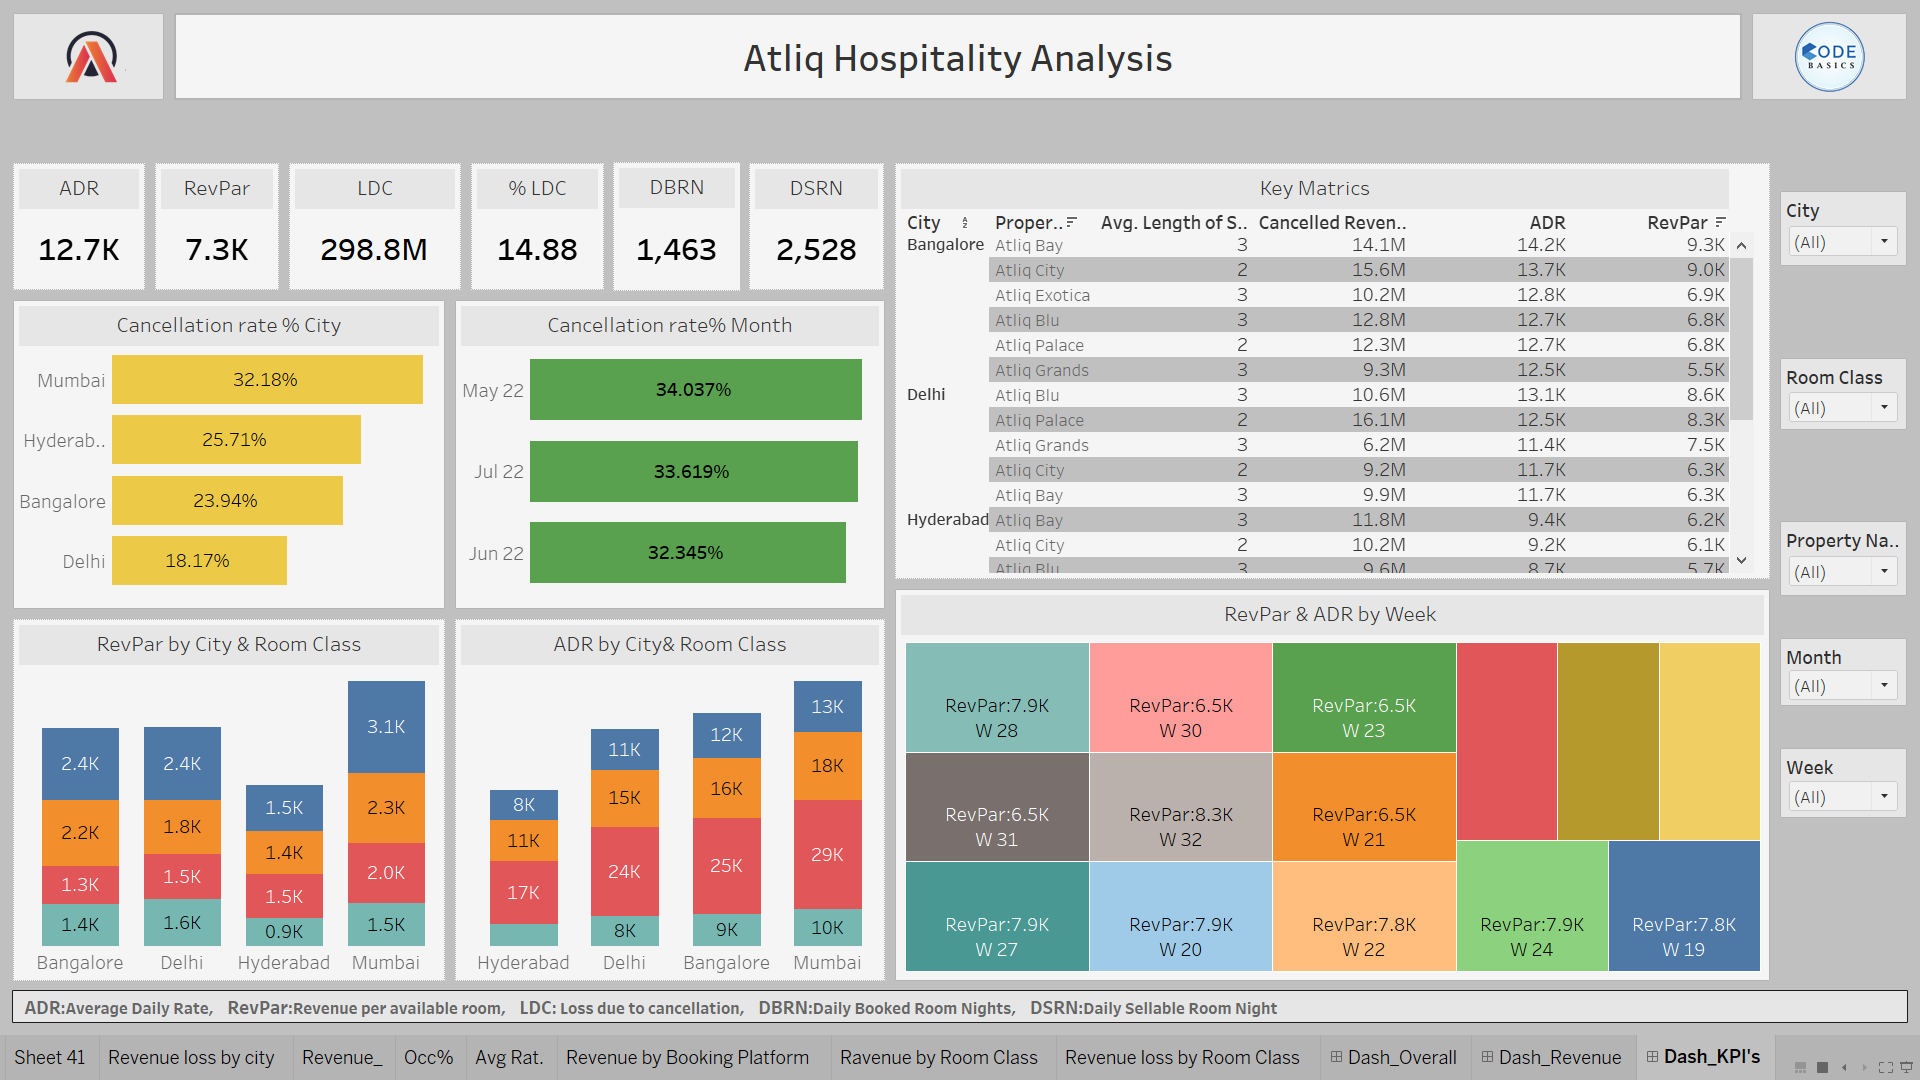 Atliq Hospitality Analysis
CODE
BASICS
ADR
12.7K
RevPar
7.3K
LDC
298.8M
% LDC
14.88
DBRN
1,463
DSRN
2,528
Cancellation rate % City
Mumbai 32.18%
Hyderab.. 25.71%
Bangalore 23.94%
Delhi 18.17%
Cancellation rate% Month
May 22 34.037%
Jul 22 33.619%
Jun 22 32.345%
Key Matrics
City Proper.. Avg. Length of S.. Cancelled Reven.. ADR RevPar
Bangalore Atliq Bay 3 14.1M 14.2K 9.3K
Atliq City 2 15.6M 13.7K 9.0K
Atliq Exotica 3 10.2M 12.8K 6.9K
Atliq Blu 3 12.8M 12.7K 6.8K
Atliq Palace 2 12.3M 12.7K 6.8K
Atliq Grands 3 9.3M 12.5K 5.5K
Delhi Atliq Blu 3 10.6M 13.1K 8.6K
Atliq Palace 2 16.1M 12.5K 8.3K
Atliq Grands 3 6.2M 11.4K 7.5K
Atliq City 2 9.2M 11.7K 6.3K
Atliq Bay 3 9.9M 11.7K 6.3K
Hyderabad Atliq Bay 3 11.8M 9.4K 6.2K
Atliq City 2 10.2M 9.2K 6.1K
Atliq Blu 3 9.6M 8.7K 5.7K
RevPar by City & Room Class
2.4K
2.2K
1.3K
1.4K
Bangalore
2.4K
1.8K
1.5K
1.6K
Delhi
1.5K
1.4K
1.5K
0.9K
Hyderabad
3.1K
2.3K
2.0K
1.5K
Mumbai
ADR by City& Room Class
8K
11K
17K
Hyderabad
11K
15K
24K
8K
Delhi
12K
16K
25K
9K
Bangalore
13K
18K
29K
10K
Mumbai
RevPar & ADR by Week
RevPar:7.9K
W 28
RevPar:6.5K
W 30
RevPar:6.5K
W 23
RevPar:6.5K
W 31
RevPar:8.3K
W 32
RevPar:6.5K
W 21
RevPar:7.9K
W 27
RevPar:7.9K
W 20
RevPar:7.8K
W 22
RevPar:7.9K
W 24
RevPar:7.8K
W 19
City
(All)
Room Class
(All)
Property Na..
(All)
Month
(All)
Week
(All)
ADR:Average Daily Rate, RevPar:Revenue per available room, LDC: Loss due to cancellation, DBRN:Daily Booked Room Nights, DSRN:Daily Sellable Room Night
Sheet 41 Revenue loss by city Revenue_ Occ% Avg Rat. Revenue by Booking Platform Ravenue by Room Class Revenue loss by Room Class Dash_Overall Dash_Revenue Dash_KPI's